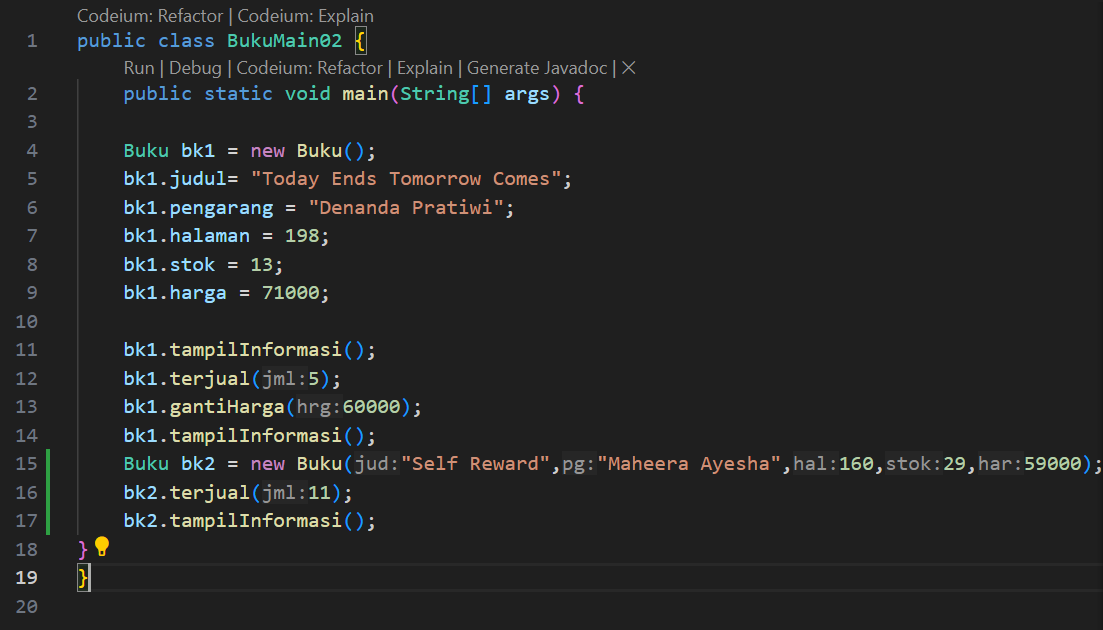 Codeium: Refactor | Codeium: Explain
1 public class BukuMain02 {
Run | Debug | Codeium: Refactor | Explain | Generate Javadoc | ×
2 public static void main(String[] args) {
3
4 Buku bk1 = new Buku();
5 bk1.judul= "Today Ends Tomorrow Comes";
6 bk1.pengarang = "Denanda Pratiwi";
7 bk1.halaman = 198;
8 bk1.stok = 13;
9 bk1.harga = 71000;
10
11 bk1.tampilInformasi();
12 bk1.terjual(jml:5);
13 bk1.gantiHarga(hrg:60000);
14 bk1.tampilInformasi();
15 Buku bk2 = new Buku(jud:"Self Reward",pg:"Maheera Ayesha",hal:160,stok:29,har:59000);
16 bk2.terjual(jml:11);
17 bk2.tampilInformasi();
18 }
19 }
20